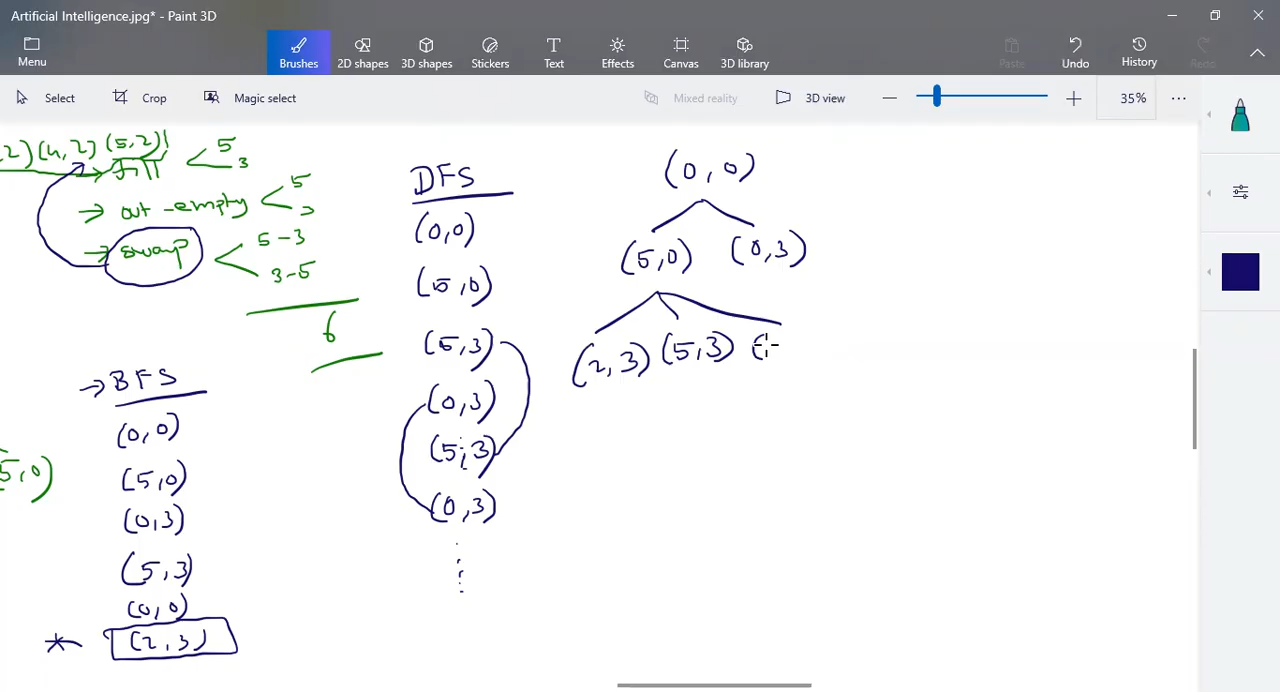 Artificial Intelligence.jpg* - Paint 3D
Menu
Brushes
2D shapes
3D shapes
Stickers
Text
Effects
Canvas
3D library
Paste
Undo
History
Redo
Select
Crop
Magic select
Mixed reality
3D view
35%
2) (4, 2) (5, 2)
→ fill < 5
3
→ out-empty < 5
3
→ swap < 5-3
3-5
6
→ BFS
(0, 0)
(5, 0)
(0, 3)
(5, 3)
(0, 0)
* (2, 3)
5, 0)
DFS
(0, 0)
(5, 0)
(5, 3)
(0, 3)
(5, 3)
(0, 3)
(0, 0)
(5, 0) (0, 3)
(2, 3) (5, 3) (